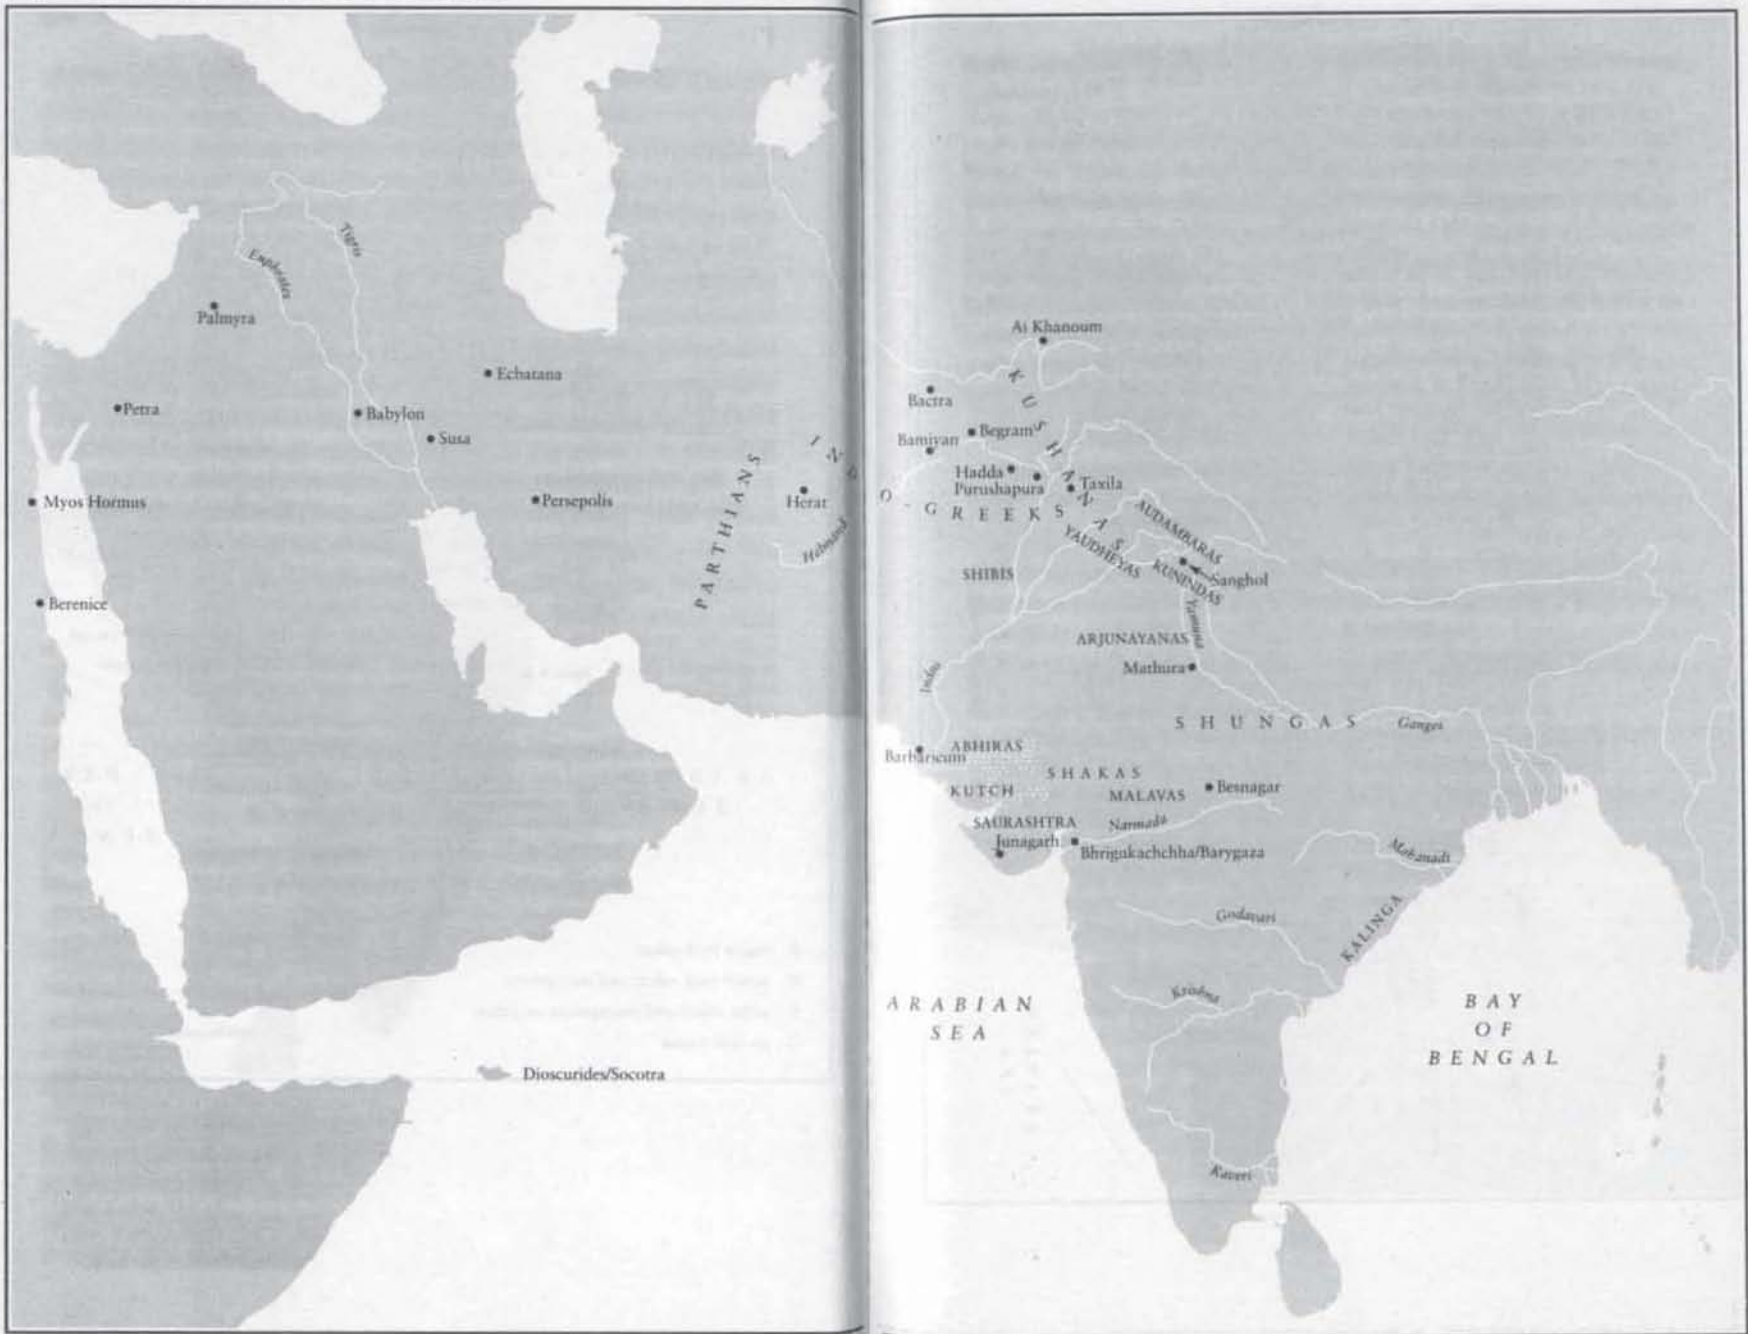 Tigris
Euphrates
Palmyra
Ecbatana
Petra
Babylon
Susa
Myos Hormus
Persepolis
PARTHIANS
Herat
Helmand
Berenice
Dioscurides/Socotra
Ai Khanoum
KUSHANAS
Bactra
Begram
Bamiyan
Hadda
Purushapura
Taxila
INDO-GREEKS
AUDAMBARAS
YAUDHEYAS
SHIBIS
KUNINDAS
Sanghol
Yamuna
ARJUNAYANAS
Mathura
Indus
SHUNGAS
Ganges
ABHIRAS
Barbaricum
SHAKAS
KUTCH
MALAVAS
Besnagar
SAURASHTRA
Narmada
Junagarh
Bhrigukachchha/Barygaza
Mahanadi
Godavari
KALINGA
Krishna
ARABIAN
SEA
BAY
OF
BENGAL
Kaveri